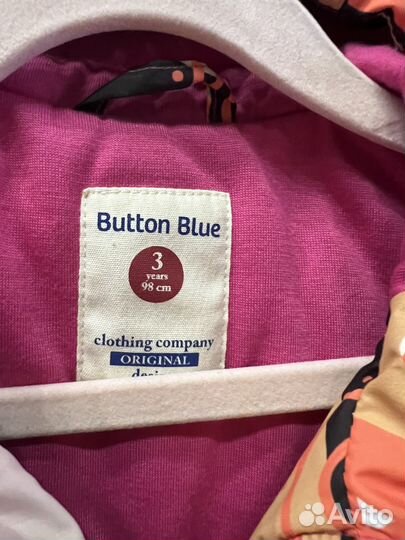 Button Blue
3
years
98 cm
clothing company
ORIGINAL
Avito